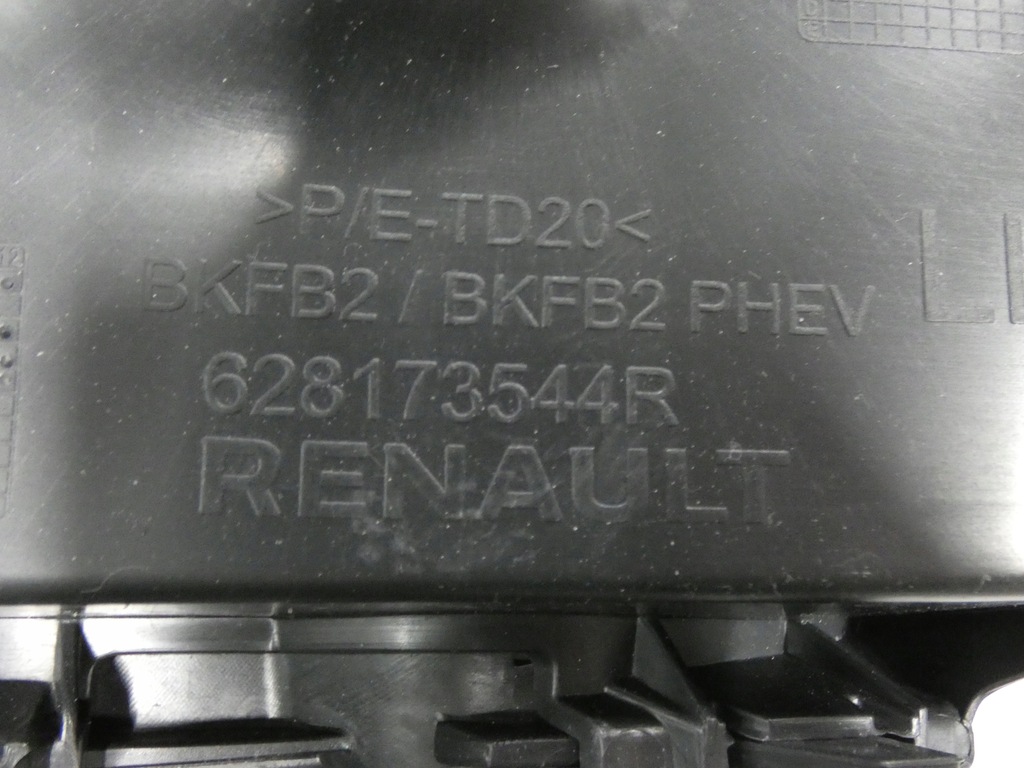 >P/E-TD20<
BKFB2 / BKFB2 PHEV
628173544R
RENAULT